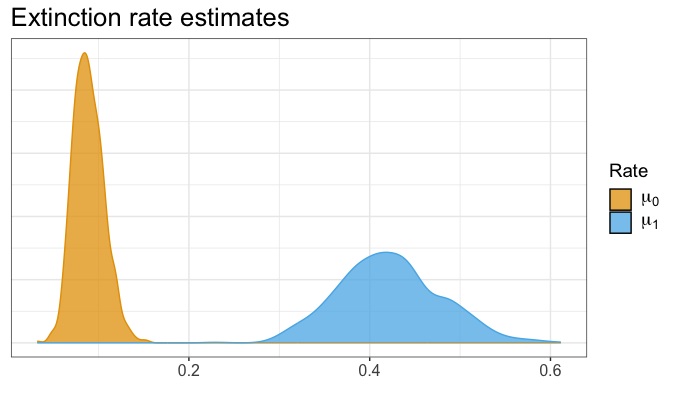 Extinction rate estimates
Rate
μ₀
μ₁
0.2 0.4 0.6